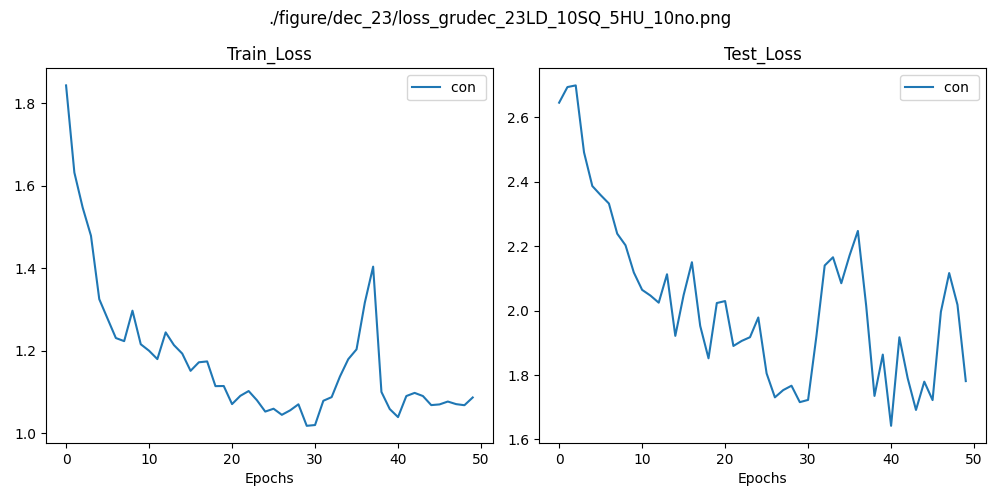 ./figure/dec_23/loss_grudec_23LD_10SQ_5HU_10no.png
Train_Loss
con
1.8
1.6
1.4
1.2
1.0
0 10 20 30 40 50
Epochs
Test_Loss
con
2.6
2.4
2.2
2.0
1.8
1.6
0 10 20 30 40 50
Epochs